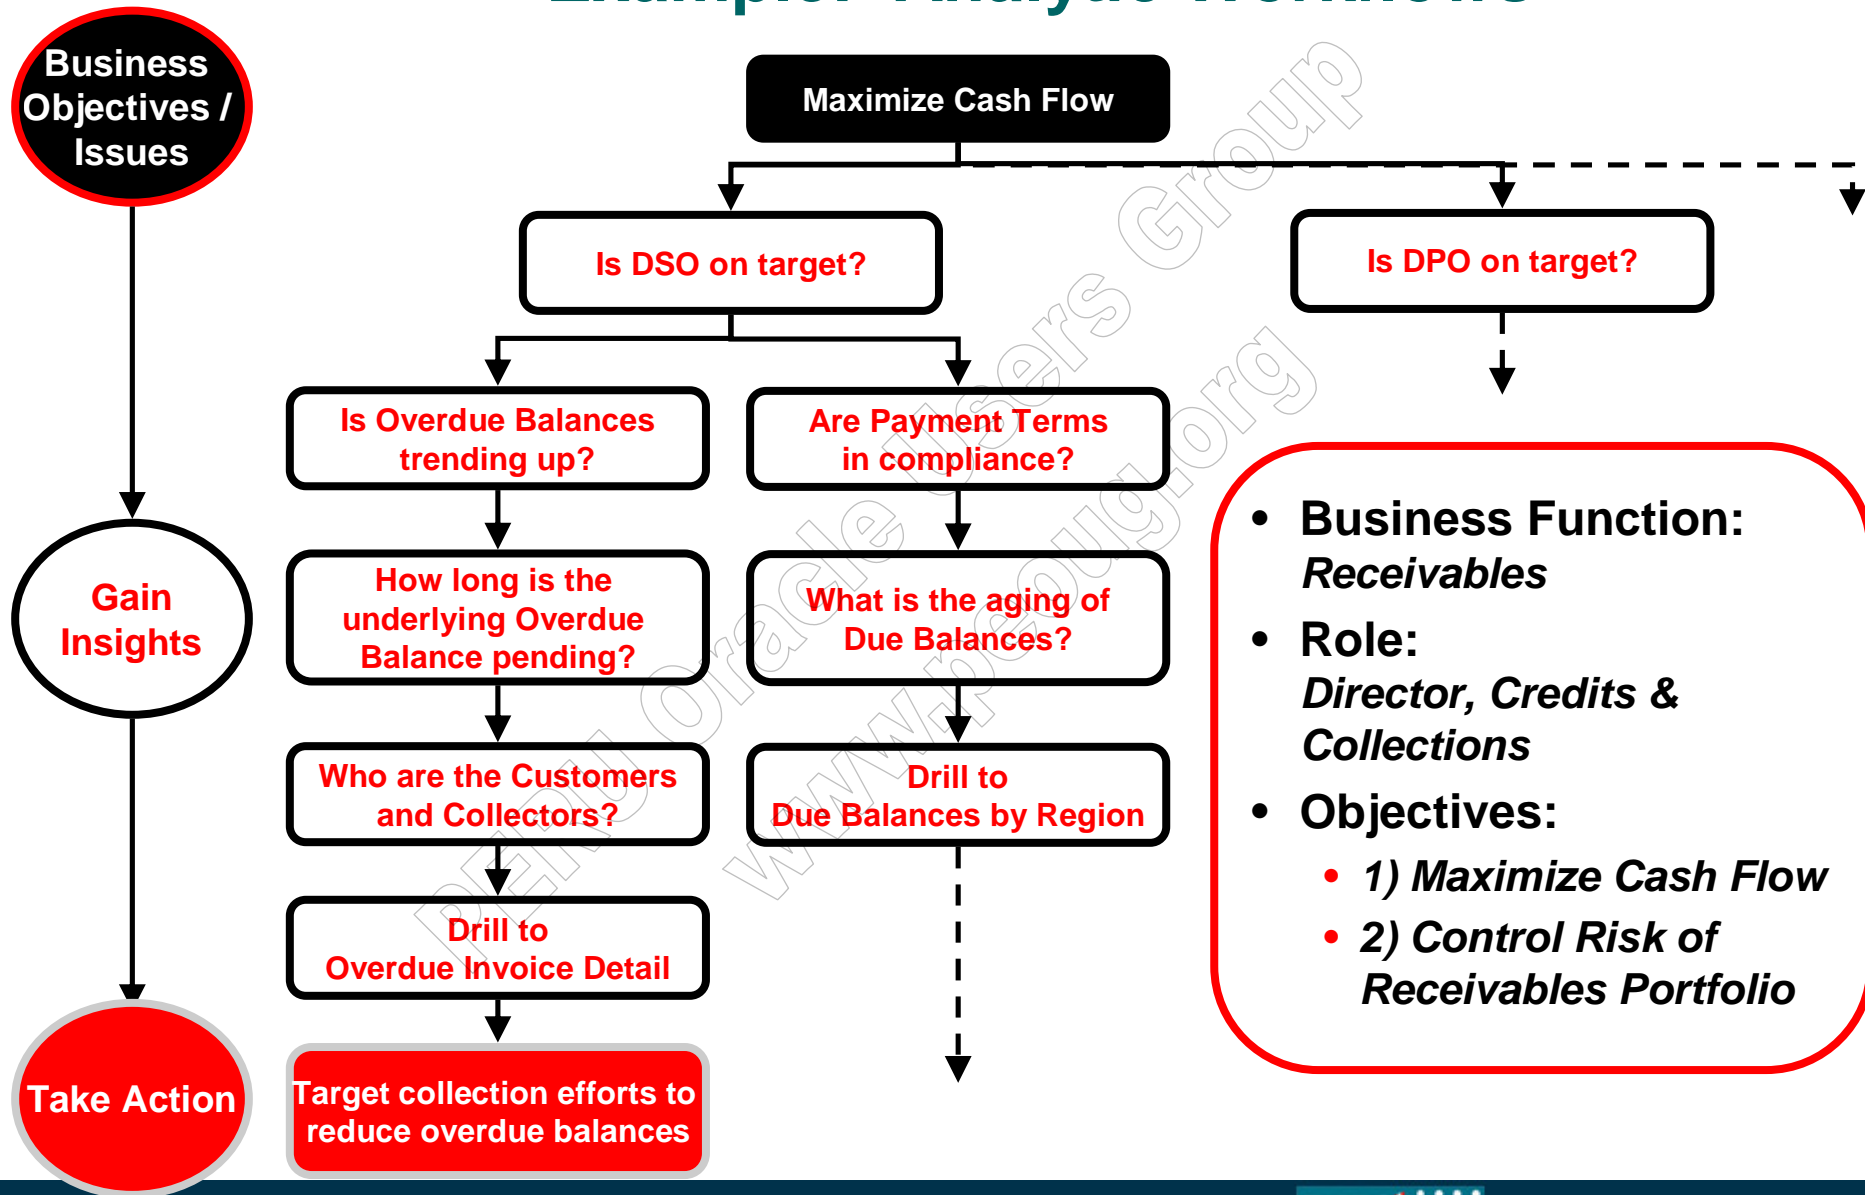 Example: Analytic Workflows
Business
Objectives /
Issues
Maximize Cash Flow
Is DSO on target?
Is DPO on target?
Is Overdue Balances
trending up?
Are Payment Terms
in compliance?
How long is the
underlying Overdue
Balance pending?
What is the aging of
Due Balances?
Gain
Insights
Who are the Customers
and Collectors?
Drill to
Due Balances by Region
Drill to
Overdue Invoice Detail
Take Action
Target collection efforts to
reduce overdue balances
• Business Function:
Receivables
• Role:
Director, Credits &
Collections
• Objectives:
• 1) Maximize Cash Flow
• 2) Control Risk of
Receivables Portfolio
PERU Oracle Users Group
www.peoug.org